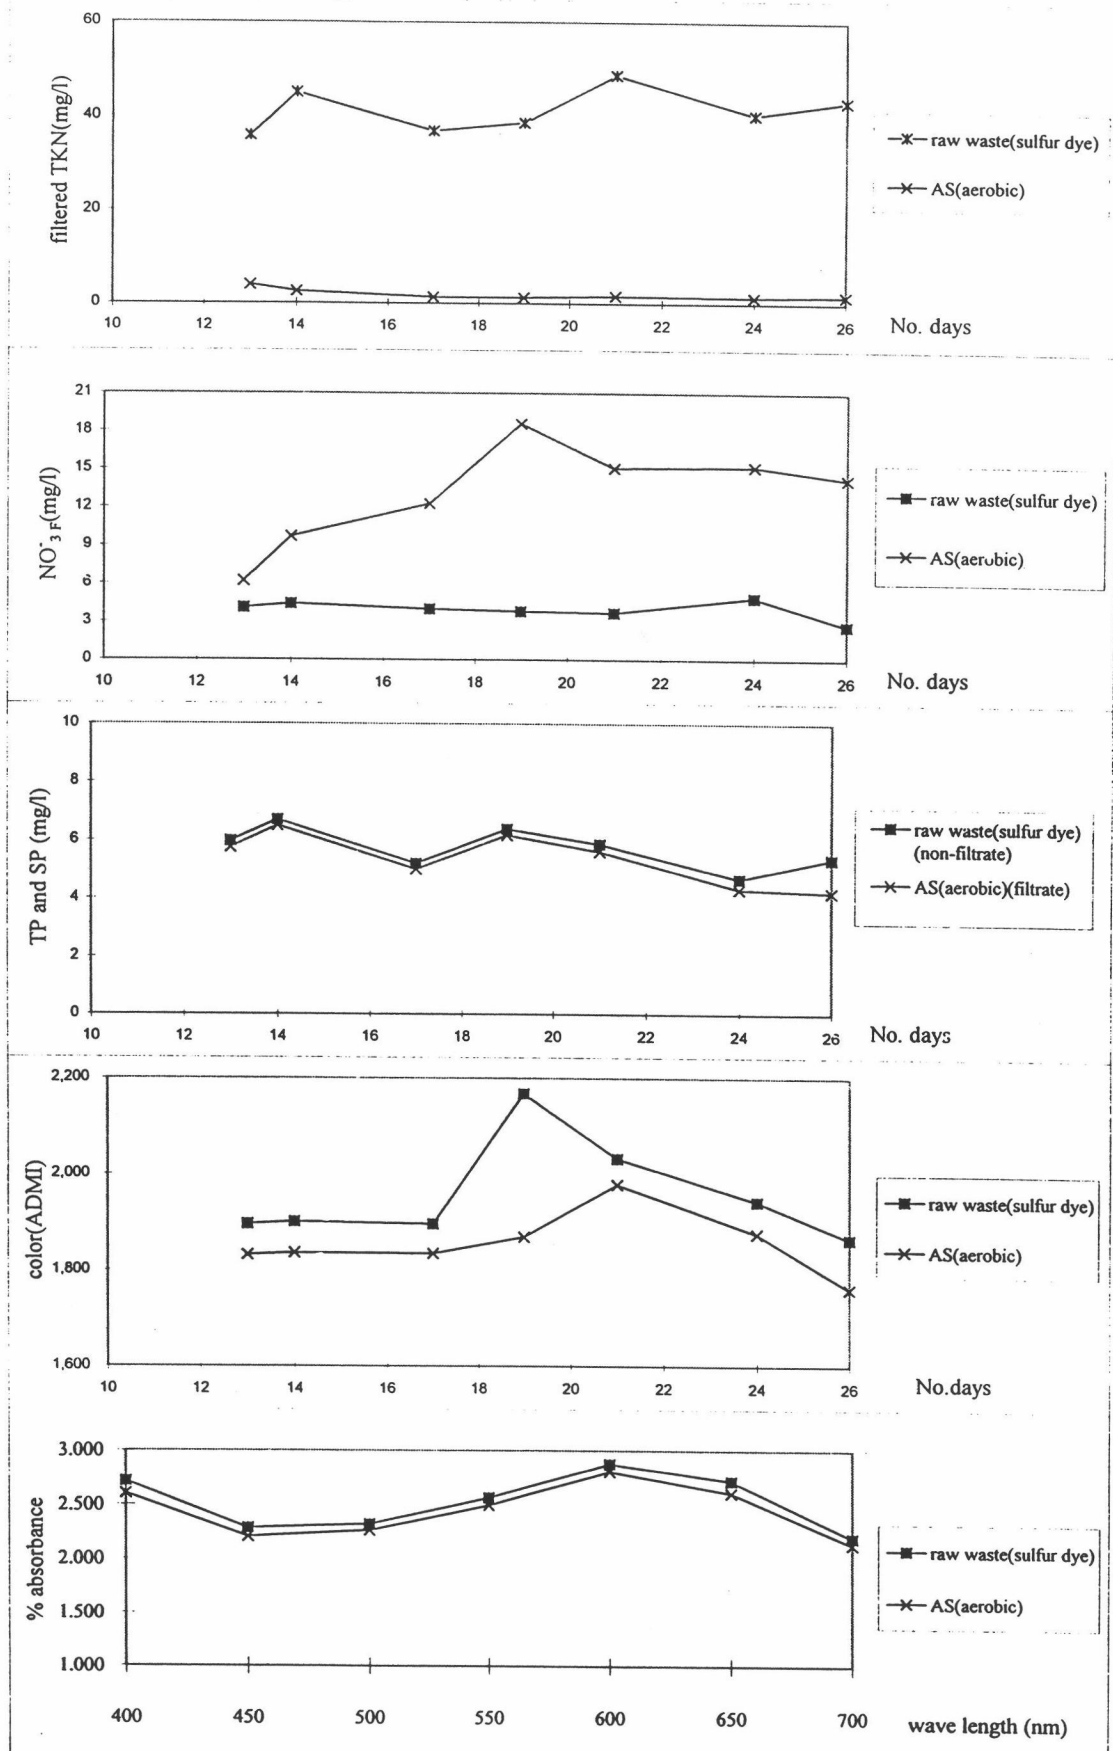 60
40
20
0
filtered TKN(mg/l)
10 12 14 16 18 20 22 24 26
No. days
raw waste(sulfur dye)
AS(aerobic)
21
18
15
12
9
6
3
0
NO⁻₃ F(mg/l)
10 12 14 16 18 20 22 24 26
No. days
raw waste(sulfur dye)
AS(aerobic)
10
8
6
4
2
0
TP and SP (mg/l)
10 12 14 16 18 20 22 24 26
No. days
raw waste(sulfur dye)
(non-filtrate)
AS(aerobic)(filtrate)
2,200
2,000
1,800
1,600
color(ADMI)
10 12 14 16 18 20 22 24 26
No.days
raw waste(sulfur dye)
AS(aerobic)
3.000
2.500
2.000
1.500
1.000
% absorbance
400 450 500 550 600 650 700
wave length (nm)
raw waste(sulfur dye)
AS(aerobic)